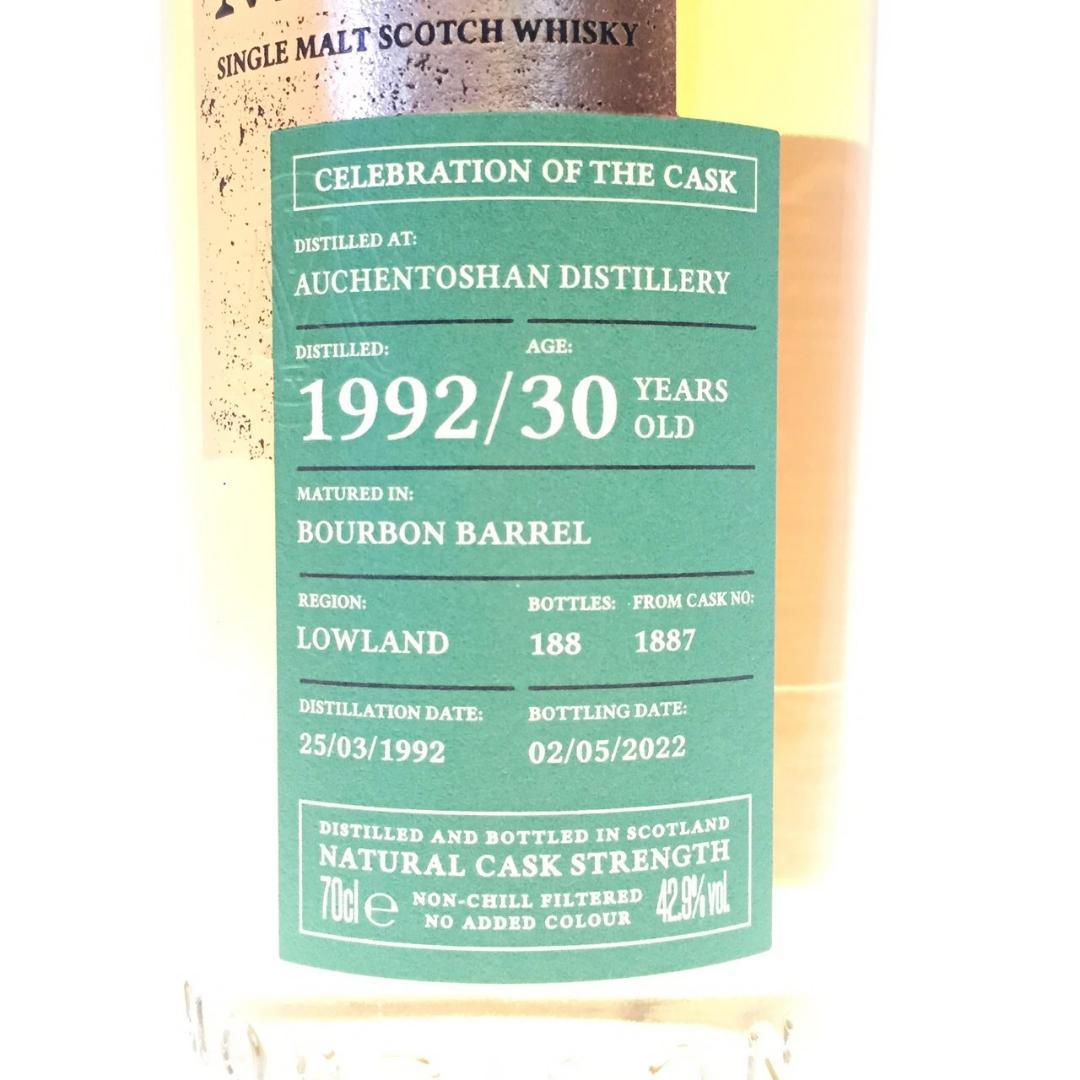 SINGLE MALT SCOTCH WHISKY
CELEBRATION OF THE CASK
DISTILLED AT:
AUCHENTOSHAN DISTILLERY
DISTILLED: AGE:
1992/30 YEARS OLD
MATURED IN:
BOURBON BARREL
REGION: BOTTLES: FROM CASK NO:
LOWLAND 188 1887
DISTILLATION DATE: BOTTLING DATE:
25/03/1992 02/05/2022
DISTILLED AND BOTTLED IN SCOTLAND
NATURAL CASK STRENGTH
70cl e NON-CHILL FILTERED 42.9% vol.
NO ADDED COLOUR